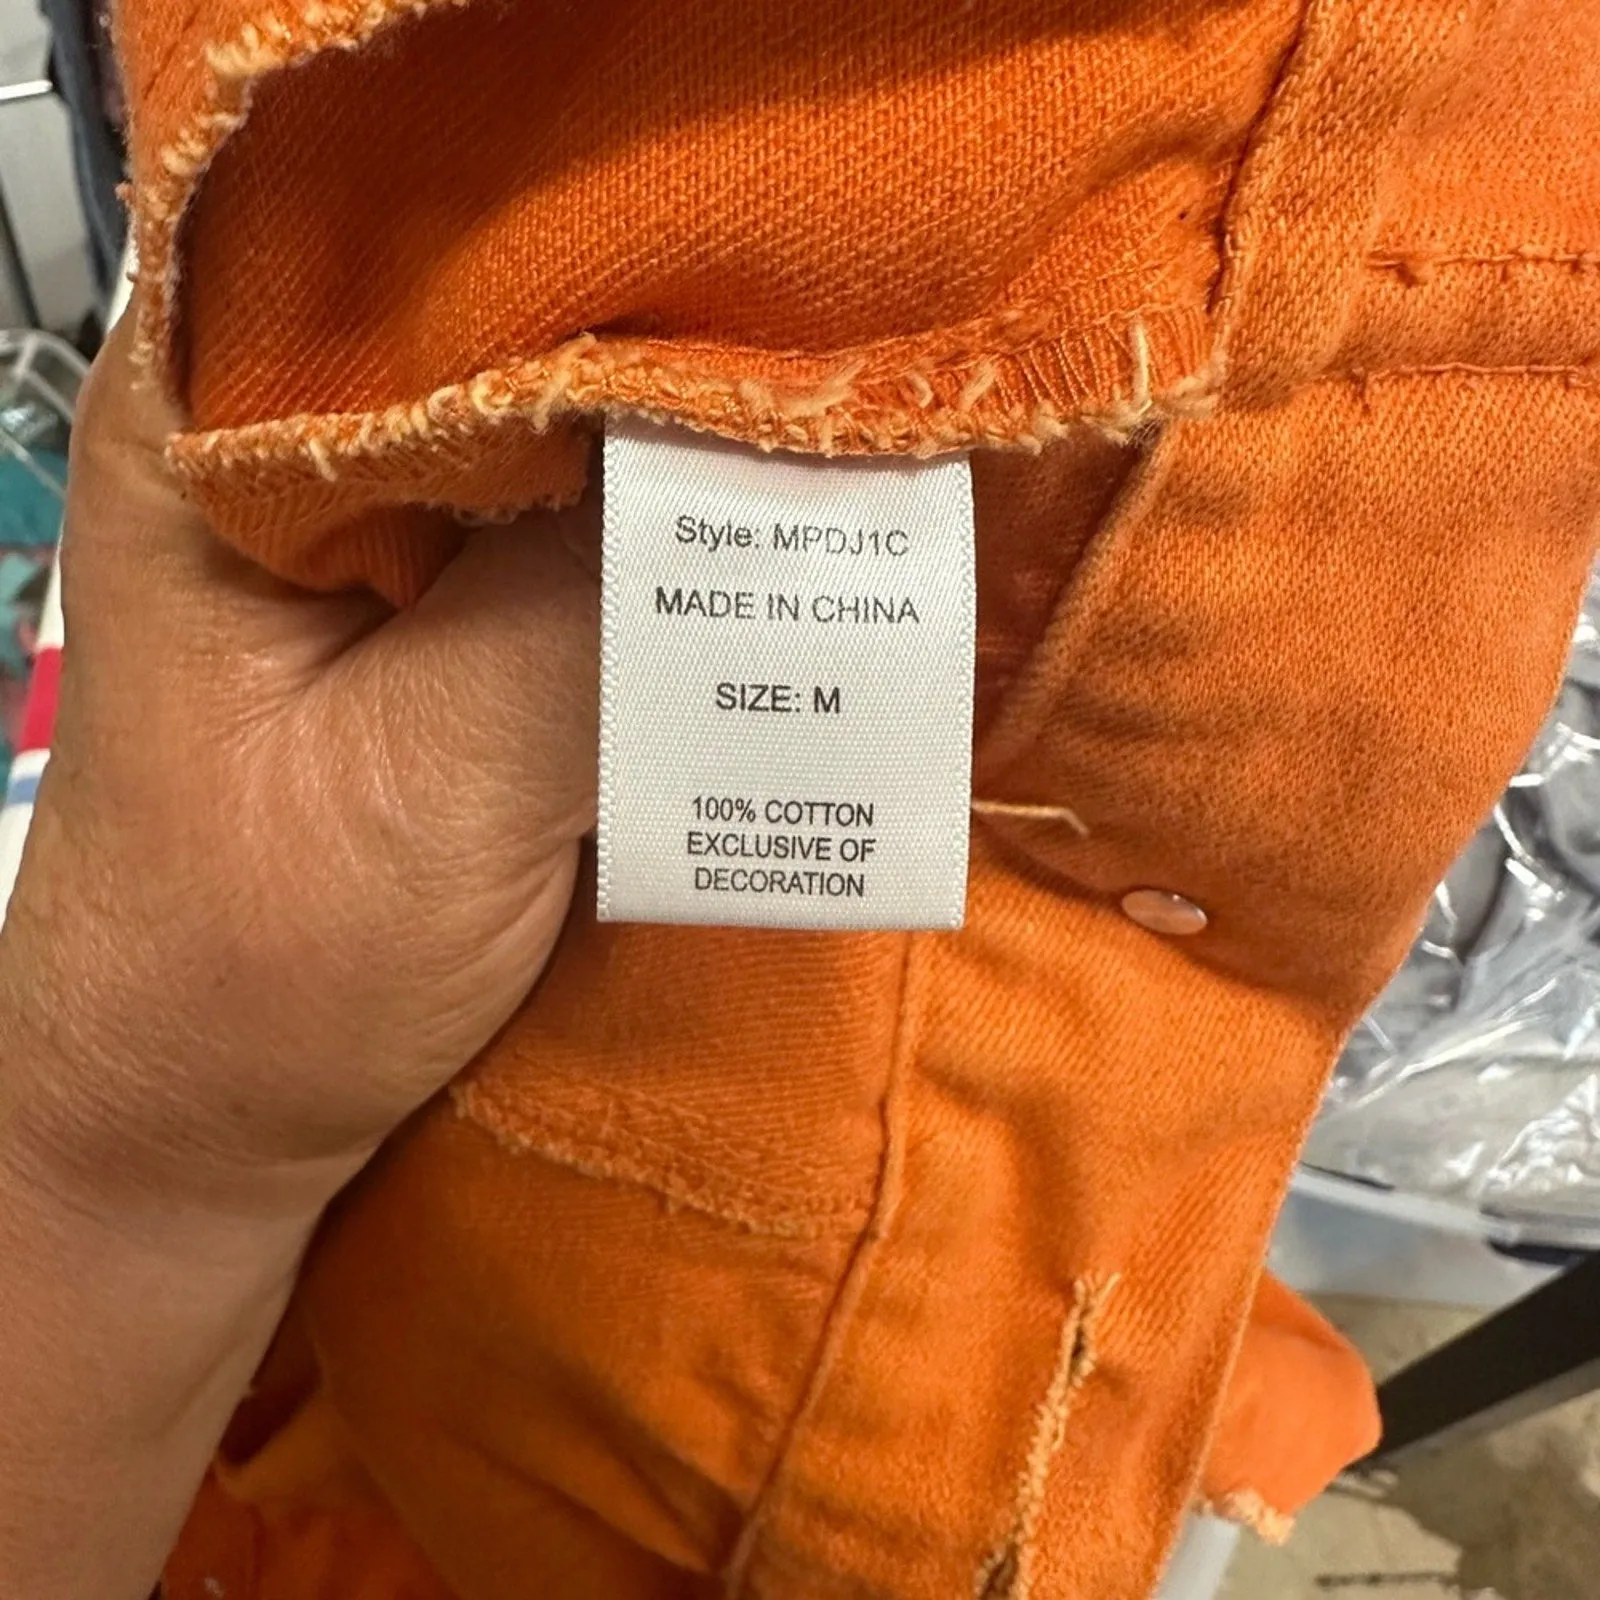 Style: MPDJ1C
MADE IN CHINA
SIZE: M
100% COTTON
EXCLUSIVE OF
DECORATION